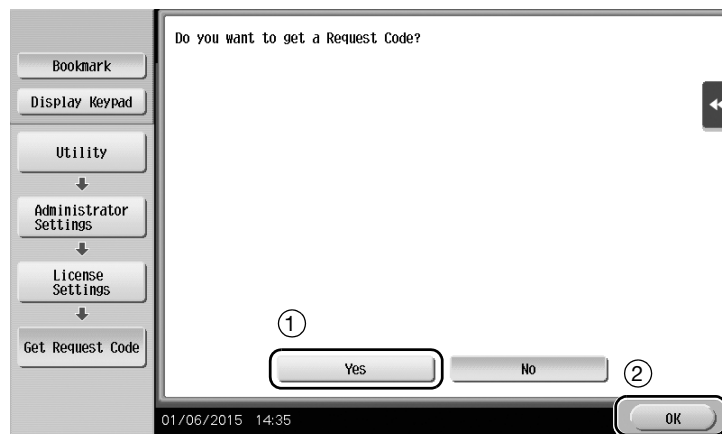 Do you want to get a Request Code?
Bookmark
Display Keypad
Utility
Administrator
Settings
License
Settings
Get Request Code
①
Yes
No
②
01/06/2015 14:35
OK